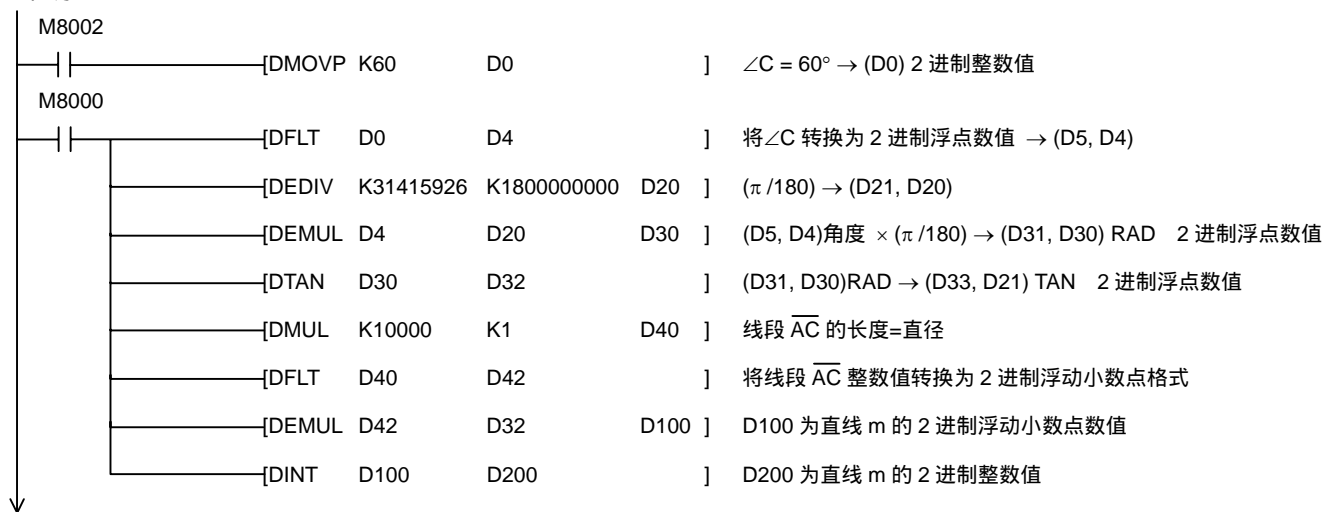 M8002
[DMOVP K60 D0 ] ∠C = 60° → (D0) 2 进制整数值
M8000
[DFLT D0 D4 ] 将∠C 转换为 2 进制浮点数值 → (D5, D4)
[DEDIV K31415926 K1800000000 D20 ] (π /180) → (D21, D20)
[DEMUL D4 D20 D30 ] (D5, D4)角度 × (π /180) → (D31, D30) RAD 2 进制浮点数值
[DTAN D30 D32 ] (D31, D30)RAD → (D33, D21) TAN 2 进制浮点数值
[DMUL K10000 K1 D40 ] 线段 A̅C̅ 的长度=直径
[DFLT D40 D42 ] 将线段 A̅C̅ 整数值转换为 2 进制浮动小数点格式
[DEMUL D42 D32 D100 ] D100 为直线 m 的 2 进制浮动小数点数值
[DINT D100 D200 ] D200 为直线 m 的 2 进制整数值